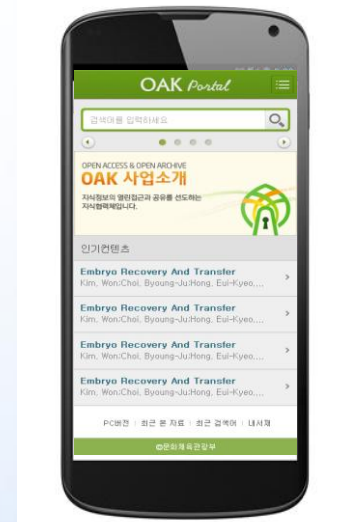 OAK Portal
검색어를 입력하세요
OPEN ACCESS & OPEN ARCHIVE
OAK 사업소개
지식정보의 열린접근과 공유를 선도하는
지식협력체입니다.
인기컨텐츠
Embryo Recovery And Transfer
Kim, Won;Choi, Byoung-Ju;Hong, Eui-Kyeo,...
Embryo Recovery And Transfer
Kim, Won;Choi, Byoung-Ju;Hong, Eui-Kyeo,...
Embryo Recovery And Transfer
Kim, Won;Choi, Byoung-Ju;Hong, Eui-Kyeo,...
Embryo Recovery And Transfer
Kim, Won;Choi, Byoung-Ju;Hong, Eui-Kyeo,...
PC버전 | 최근 본 자료 | 최근 검색어 | 내서재
©문화체육관광부